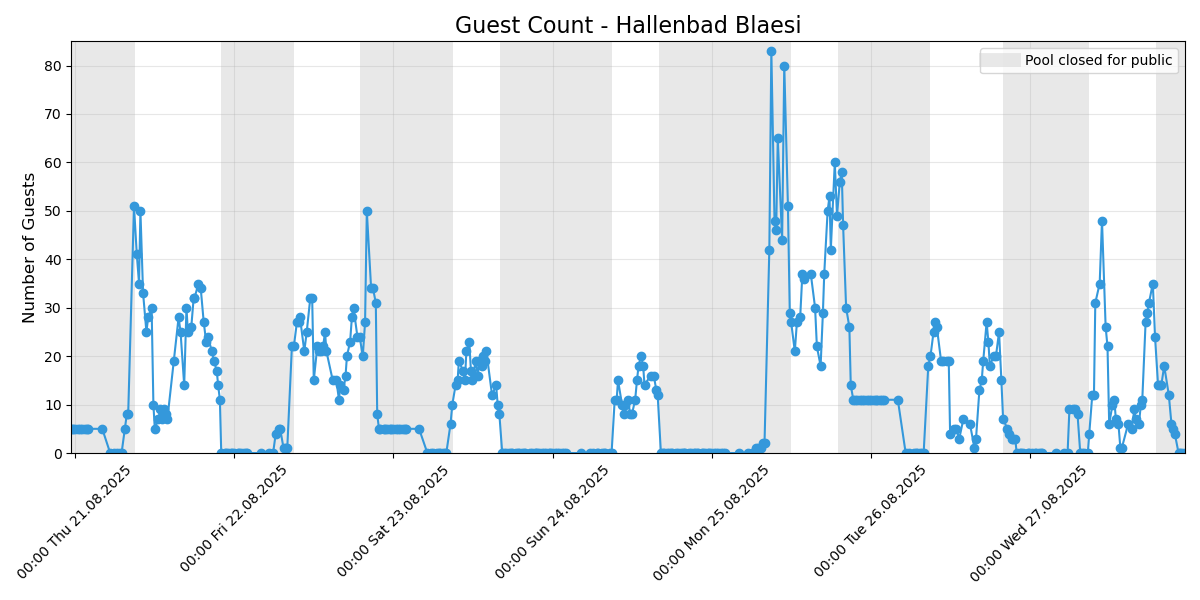 Guest Count - Hallenbad Blaesi
Pool closed for public
Number of Guests
80
70
60
50
40
30
20
10
0
00:00 Thu 21.08.2025
00:00 Fri 22.08.2025
00:00 Sat 23.08.2025
00:00 Sun 24.08.2025
00:00 Mon 25.08.2025
00:00 Tue 26.08.2025
00:00 Wed 27.08.2025